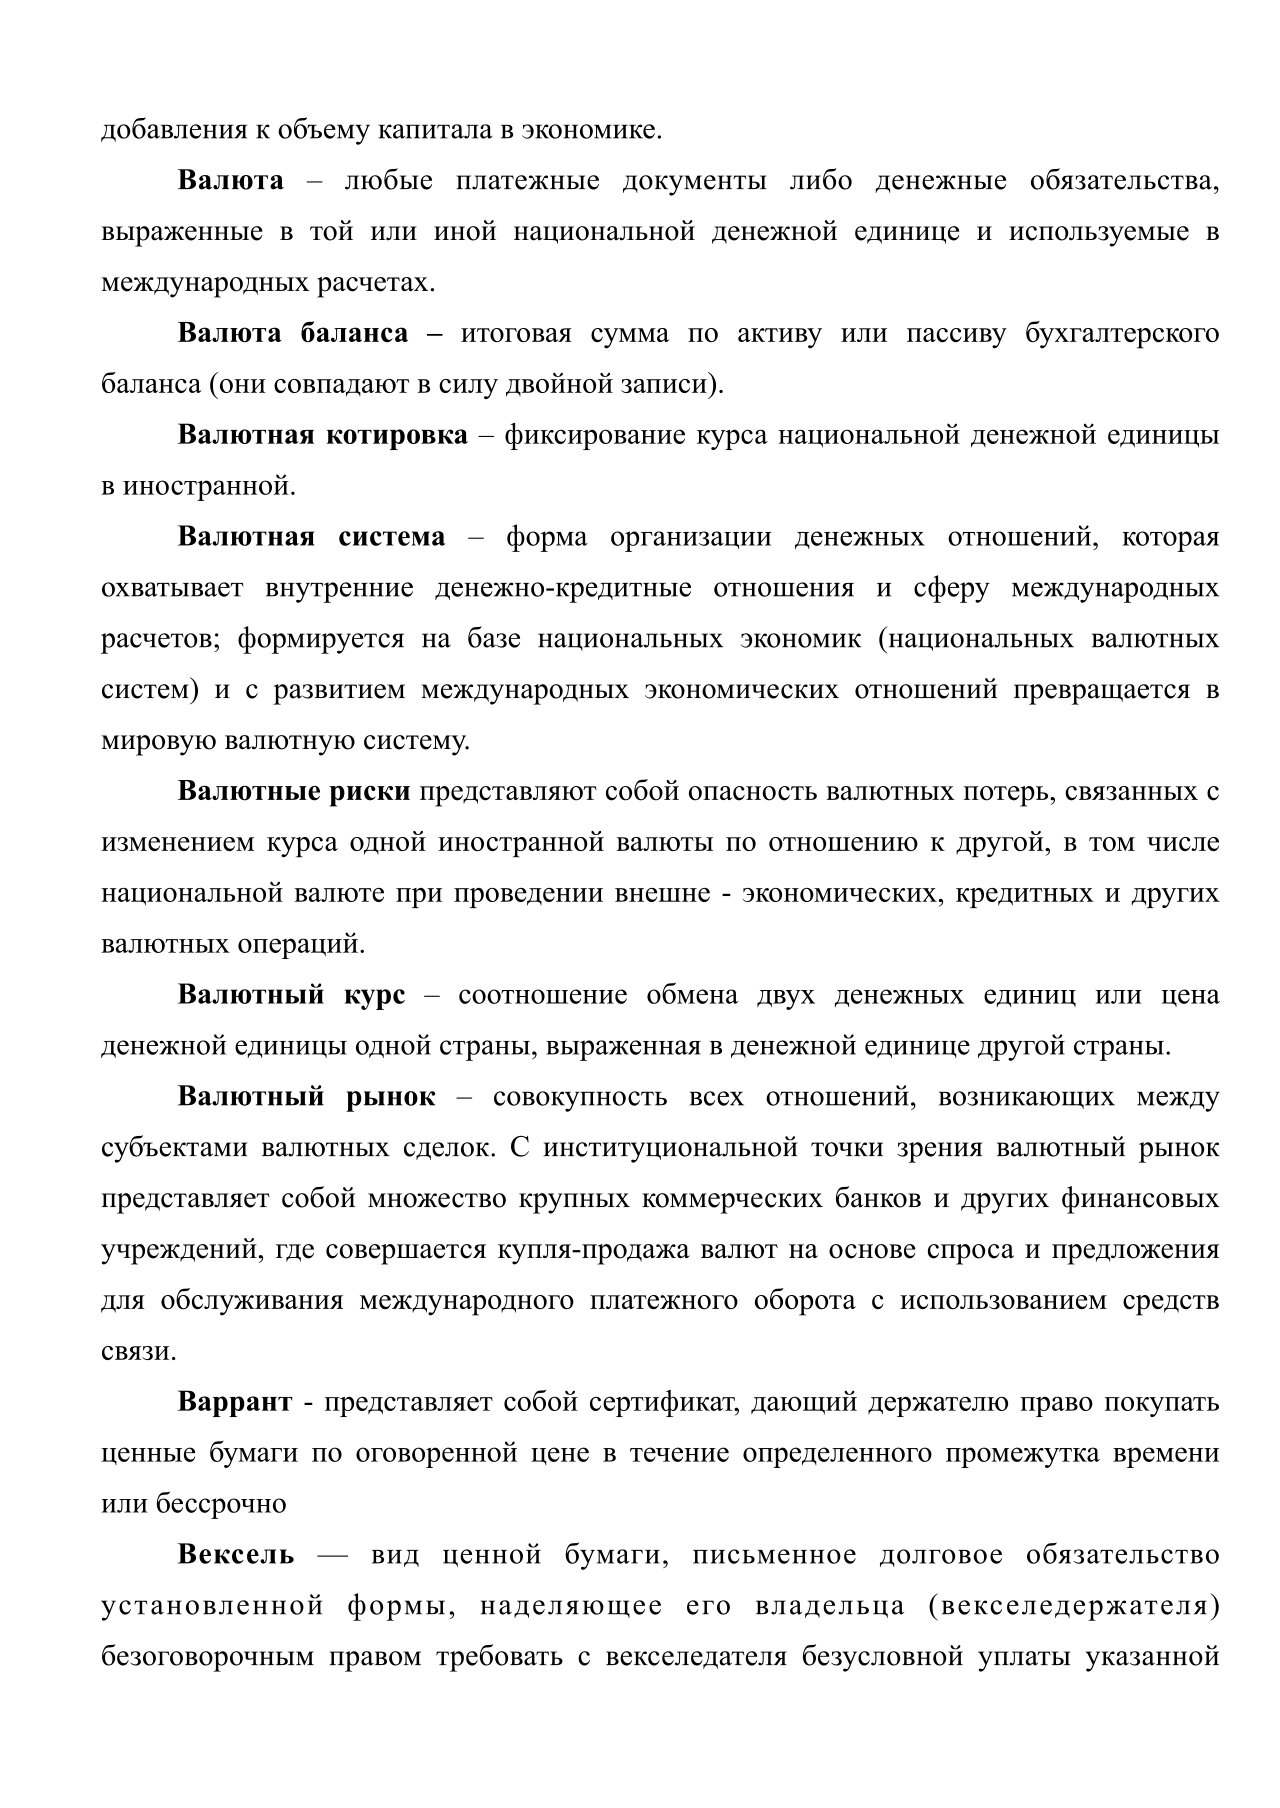 добавления к объему капитала в экономике.
Валюта – любые платежные документы либо денежные обязательства,
выраженные в той или иной национальной денежной единице и используемые в
международных расчетах.
Валюта баланса – итоговая сумма по активу или пассиву бухгалтерского
баланса (они совпадают в силу двойной записи).
Валютная котировка – фиксирование курса национальной денежной единицы
в иностранной.
Валютная система – форма организации денежных отношений, которая
охватывает внутренние денежно-кредитные отношения и сферу международных
расчетов; формируется на базе национальных экономик (национальных валютных
систем) и с развитием международных экономических отношений превращается в
мировую валютную систему.
Валютные риски представляют собой опасность валютных потерь, связанных с
изменением курса одной иностранной валюты по отношению к другой, в том числе
национальной валюте при проведении внешне - экономических, кредитных и других
валютных операций.
Валютный курс – соотношение обмена двух денежных единиц или цена
денежной единицы одной страны, выраженная в денежной единице другой страны.
Валютный рынок – совокупность всех отношений, возникающих между
субъектами валютных сделок. С институциональной точки зрения валютный рынок
представляет собой множество крупных коммерческих банков и других финансовых
учреждений, где совершается купля-продажа валют на основе спроса и предложения
для обслуживания международного платежного оборота с использованием средств
связи.
Варрант - представляет собой сертификат, дающий держателю право покупать
ценные бумаги по оговоренной цене в течение определенного промежутка времени
или бессрочно
Вексель — вид ценной бумаги, письменное долговое обязательство
установленной формы, наделяющее его владельца (векселедержателя)
безоговорочным правом требовать с векселедателя безусловной уплаты указанной